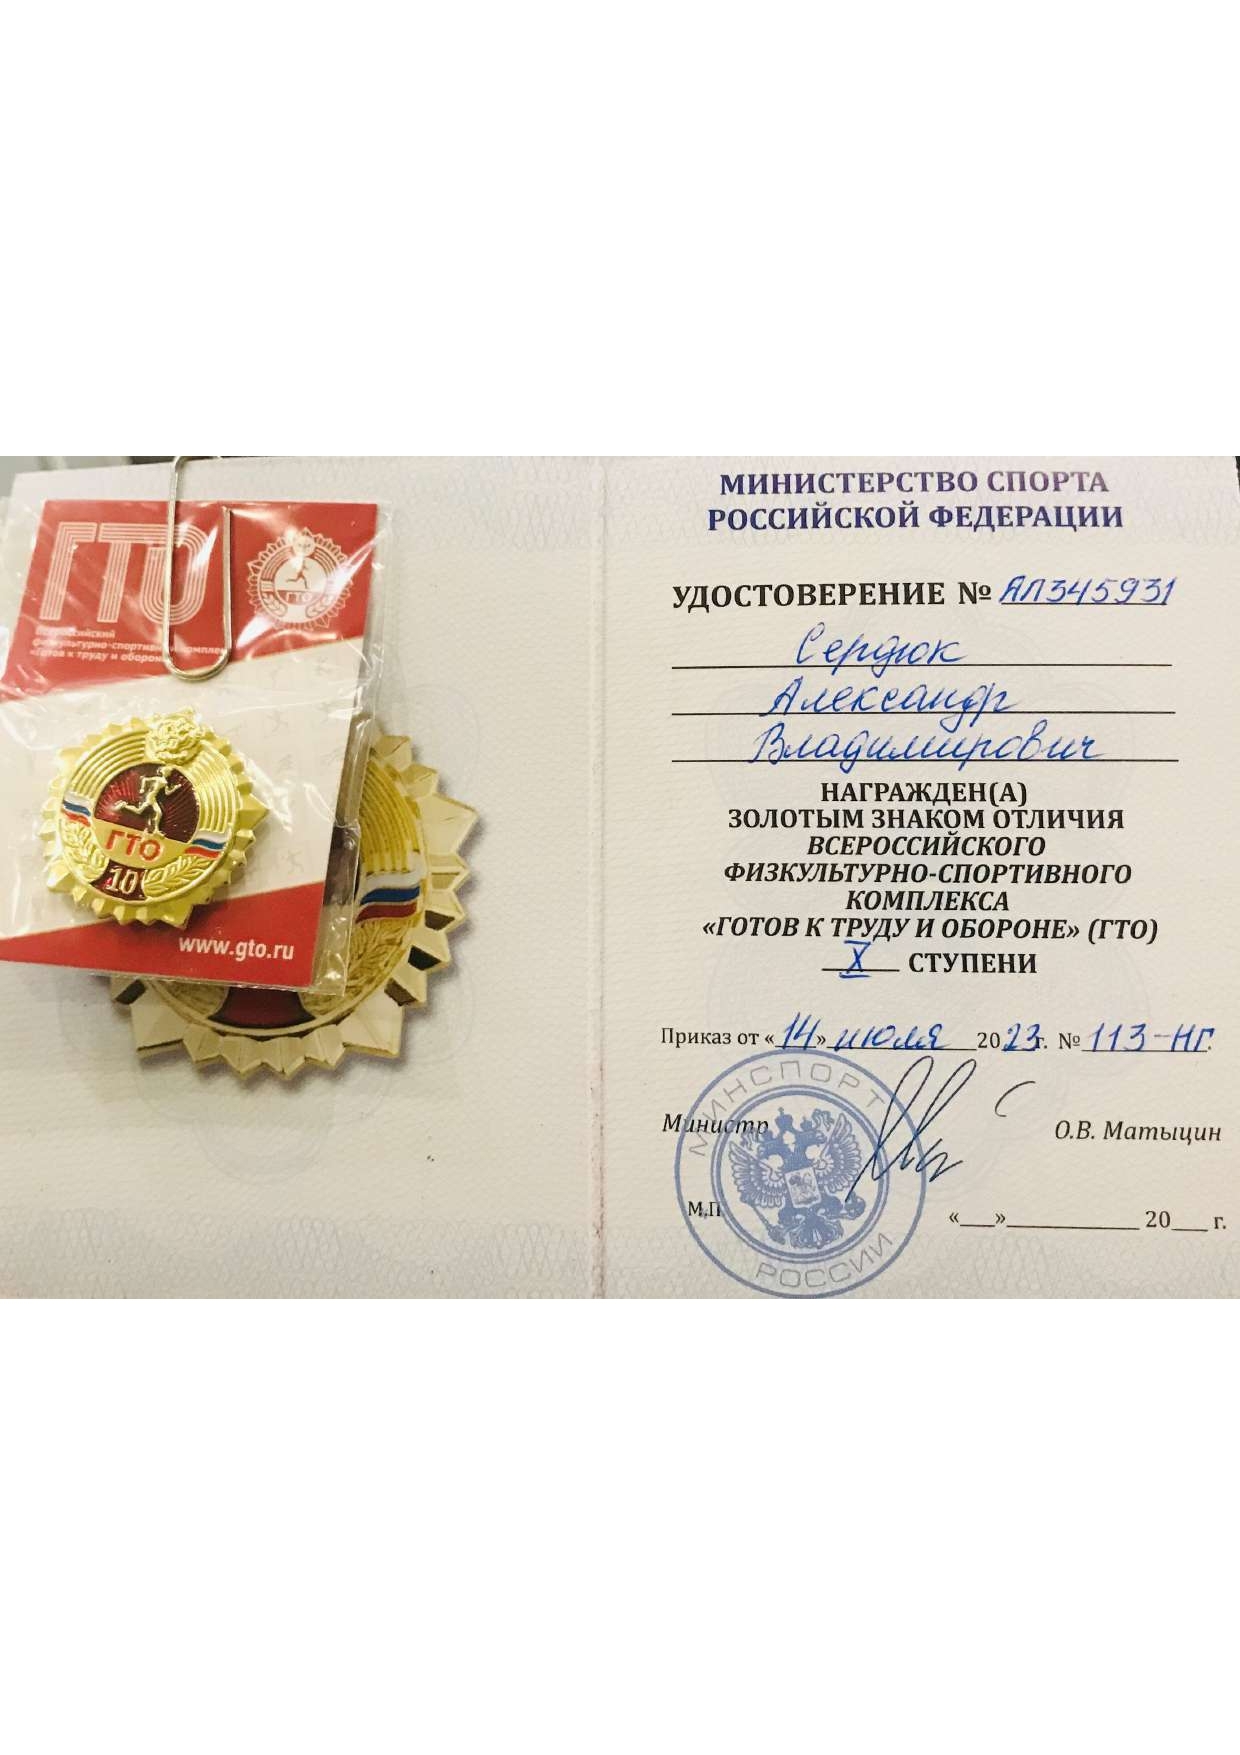 ГТО
ГТО
Всероссийский
физкультурно-спортивный комплекс
«Готов к труду и обороне»
ГТО
10
www.gto.ru
МИНИСТЕРСТВО СПОРТА
РОССИЙСКОЙ ФЕДЕРАЦИИ
УДОСТОВЕРЕНИЕ № АЛ345931
Сердюк
Александр
Владимирович
НАГРАЖДЕН(А)
ЗОЛОТЫМ ЗНАКОМ ОТЛИЧИЯ
ВСЕРОССИЙСКОГО
ФИЗКУЛЬТУРНО-СПОРТИВНОГО
КОМПЛЕКСА
«ГОТОВ К ТРУДУ И ОБОРОНЕ» (ГТО)
X СТУПЕНИ
Приказ от «14» июля 2023г. № 113-НГ.
Министр
О.В. Матыцин
М.П.
«___»____________ 20___ г.
МИНСПОРТ
РОССИИ